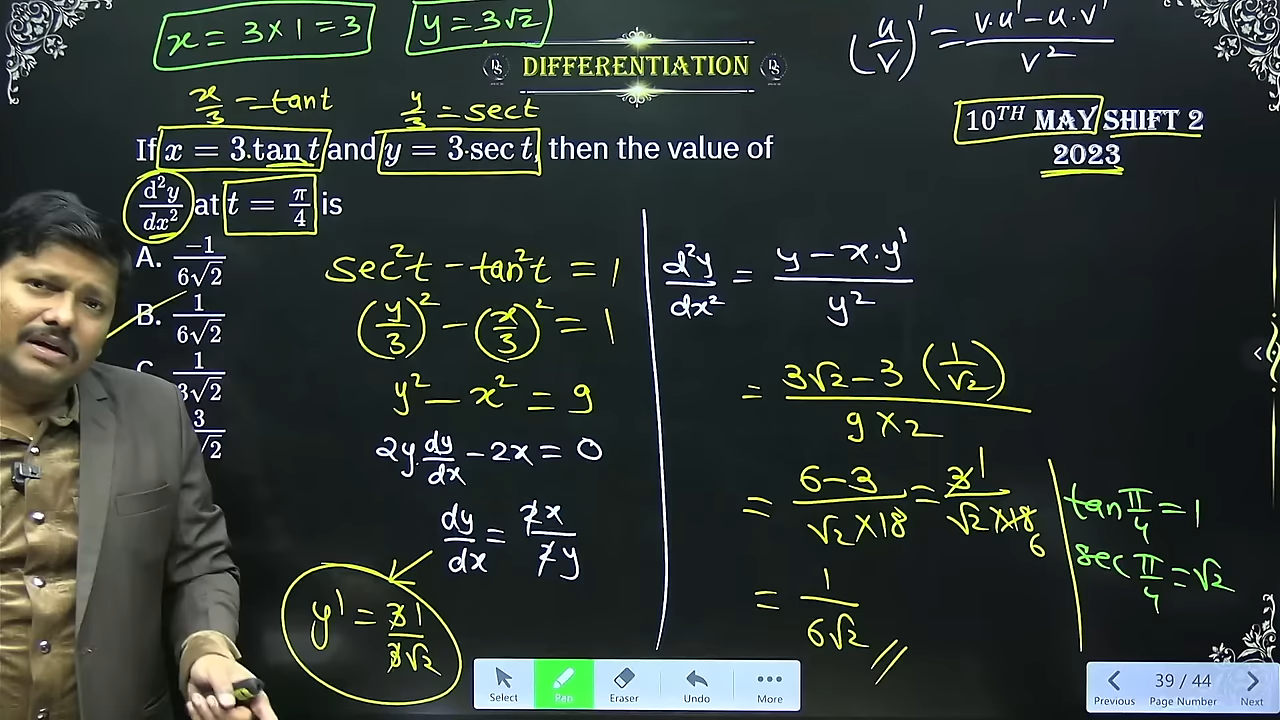 x = 3×1 = 3
y = 3√2
(u/v)' = (v.u' - u.v')/v²
DIFFERENTIATION
10TH MAY SHIFT 2
2023
x/3 = tant
y/3 = sect
If x = 3.tan t and y = 3.sec t, then the value of
d²y/dx² at t = π/4 is
A. -1/6√2
B. 1/6√2
C. 1/3√2
sec²t - tan²t = 1
(y/3)² - (x/3)² = 1
y² - x² = 9
2y.dy/dx - 2x = 0
dy/dx = 2x/2y
y' = 3 1/3√2
d²y/dx² = (y - x.y')/y²
= (3√2 - 3 (1/√2))/(9×2)
= (6-3)/(√2×18) = 3 1/(√2×18 6)
= 1/6√2 //
tan π/4 = 1
sec π/4 = √2
Select Pen Eraser Undo More
39 / 44
Previous Page Number Next